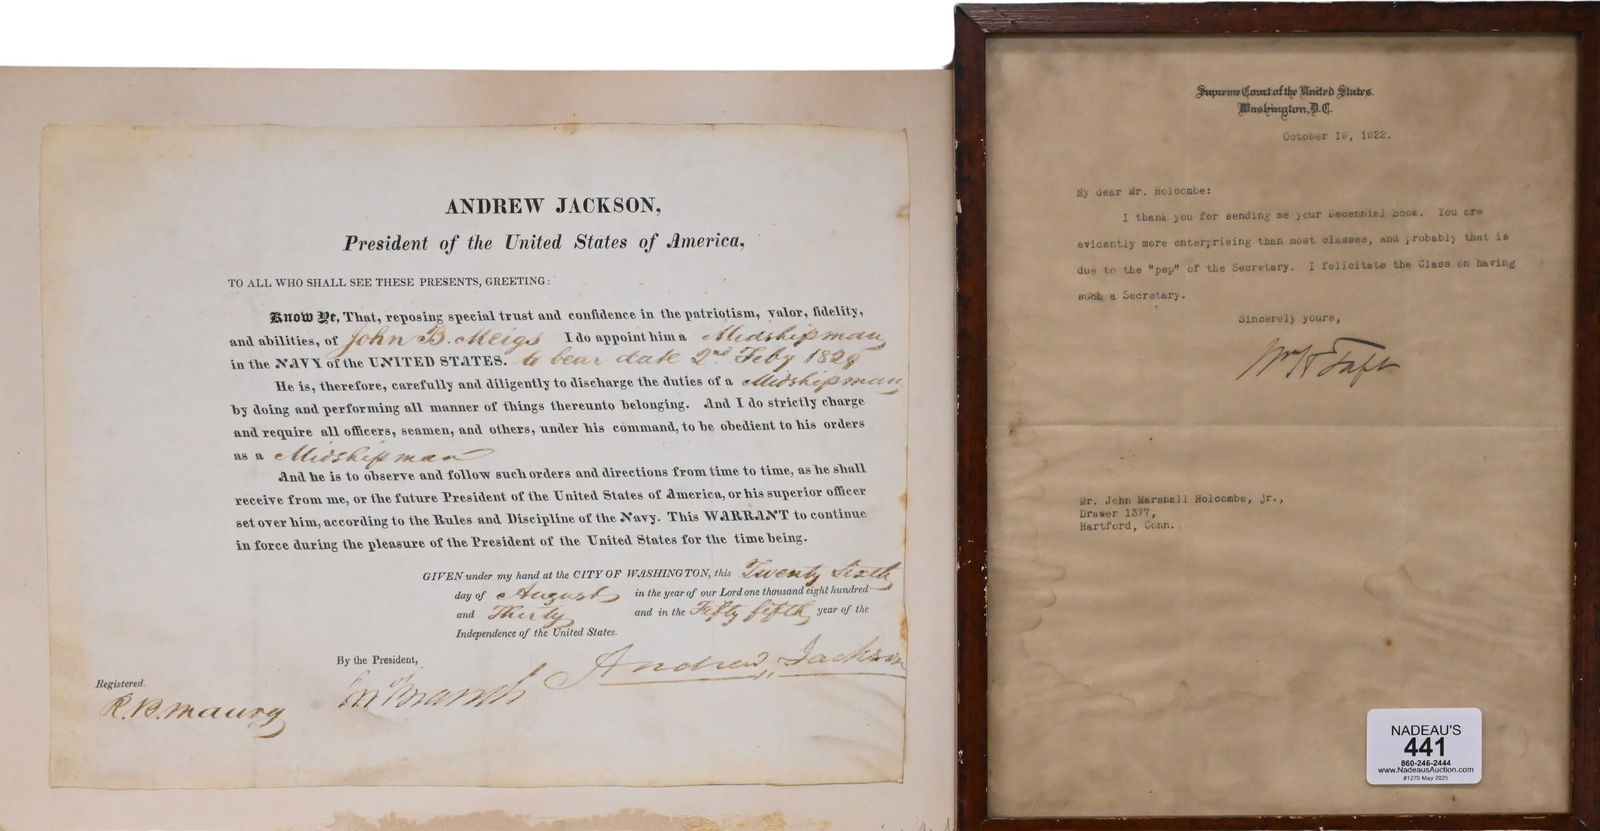 ANDREW JACKSON,
President of the United States of America,
TO ALL WHO SHALL SEE THESE PRESENTS, GREETING:
Know Ye, That, reposing special trust and confidence in the patriotism, valor, fidelity,
and abilities, of John B. Meigs I do appoint him a Midshipman
in the NAVY of the UNITED STATES. to bear date 2nd Feby 1829
He is, therefore, carefully and diligently to discharge the duties of a Midshipman
by doing and performing all manner of things thereunto belonging. And I do strictly charge
and require all officers, seamen, and others, under his command, to be obedient to his orders
as a Midshipman
And he is to observe and follow such orders and directions from time to time, as he shall
receive from me, or the future President of the United States of America, or his superior officer
set over him, according to the Rules and Discipline of the Navy. This WARRANT to continue
in force during the pleasure of the President of the United States for the time being.
GIVEN under my hand at the CITY OF WASHINGTON, this Twenty Sixth
day of August in the year of our Lord one thousand eight hundred
and Thirty and in the Fifty fifth year of the
Independence of the United States.
Andrew Jackson
By the President,
Registered.
R.B. Maury
Supreme Court of the United States.
Washington, D.C.
October 19, 1922.
My dear Mr. Holcombe:
I thank you for sending me your Decennial Book. You are
evidently more enterprising than most classes, and probably that is
due to the "pep" of the Secretary. I felicitate the Class on having
such a Secretary.
Sincerely yours,
Wm H Taft
Mr. John Marshall Holcombe, jr.,
Drawer 1377,
Hartford, Conn.
NADEAU'S
441
860-246-2444
www.NadeausAuction.com
#1270 May 2025